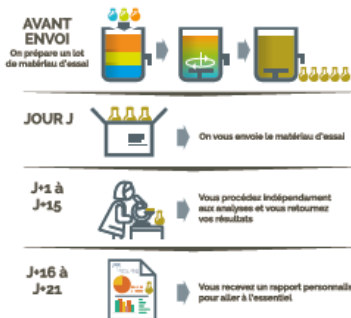 AVANT
ENVOI
On prépare un lot
de matériau d'essai
JOUR J
On vous envoie le matériau d'essai
J+1 à
J+15
Vous procédez indépendamment
aux analyses et vous retournez
vos résultats
J+16 à
J+21
Vous recevez un rapport personnalis
pour aller à l'essentiel